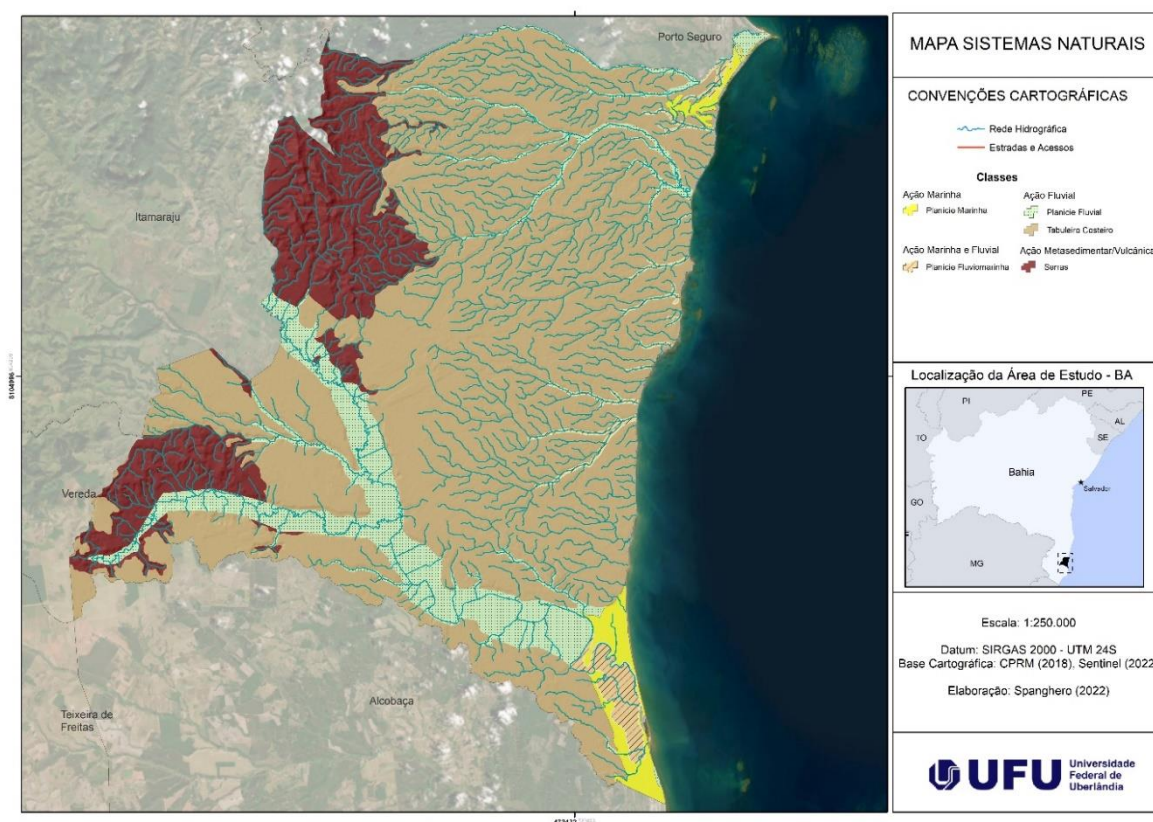 Porto Seguro
Itamaraju
Vereda
Teixeira de
Freitas
Alcobaça
MAPA SISTEMAS NATURAIS
CONVENÇÕES CARTOGRÁFICAS
Rede Hidrográfica
Estradas e Acessos
Classes
Ação Marinha
Planície Marinha
Ação Fluvial
Planície Fluvial
Tabuleiro Costeiro
Ação Marinha e Fluvial
Planície Fluviomarinha
Ação Metasedimentar/Vulcânica
Serras
Localização da Área de Estudo - BA
PI
PE
AL
SE
TO
Bahia
Salvador
GO
MG
Escala: 1:250.000
Datum: SIRGAS 2000 - UTM 24S
Base Cartográfica: CPRM (2018), Sentinel (2022
Elaboração: Spanghero (2022)
UFU
Universidade
Federal de
Uberlândia